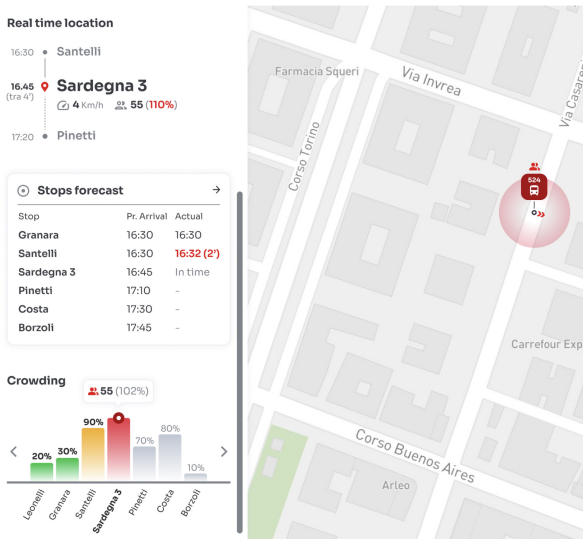 Real time location
16:30 Santelli
16.45 Sardegna 3
(tra 4') 4 Km/h 55 (110%)
17:20 Pinetti
Stops forecast →
Stop Pr. Arrival Actual
Granara 16:30 16:30
Santelli 16:30 16:32 (2')
Sardegna 3 16:45 In time
Pinetti 17:10 -
Costa 17:30 -
Borzoli 17:45 -
Crowding
55 (102%)
20%
30%
90%
70%
80%
10%
Leonelli
Granara
Santelli
Sardegna 3
Pinetti
Costa
Borzoli
Farmacia Squeri
Via Invrea
Via Casare
Corso Torino
524
Carrefour Exp
Corso Buenos Aires
Arleo